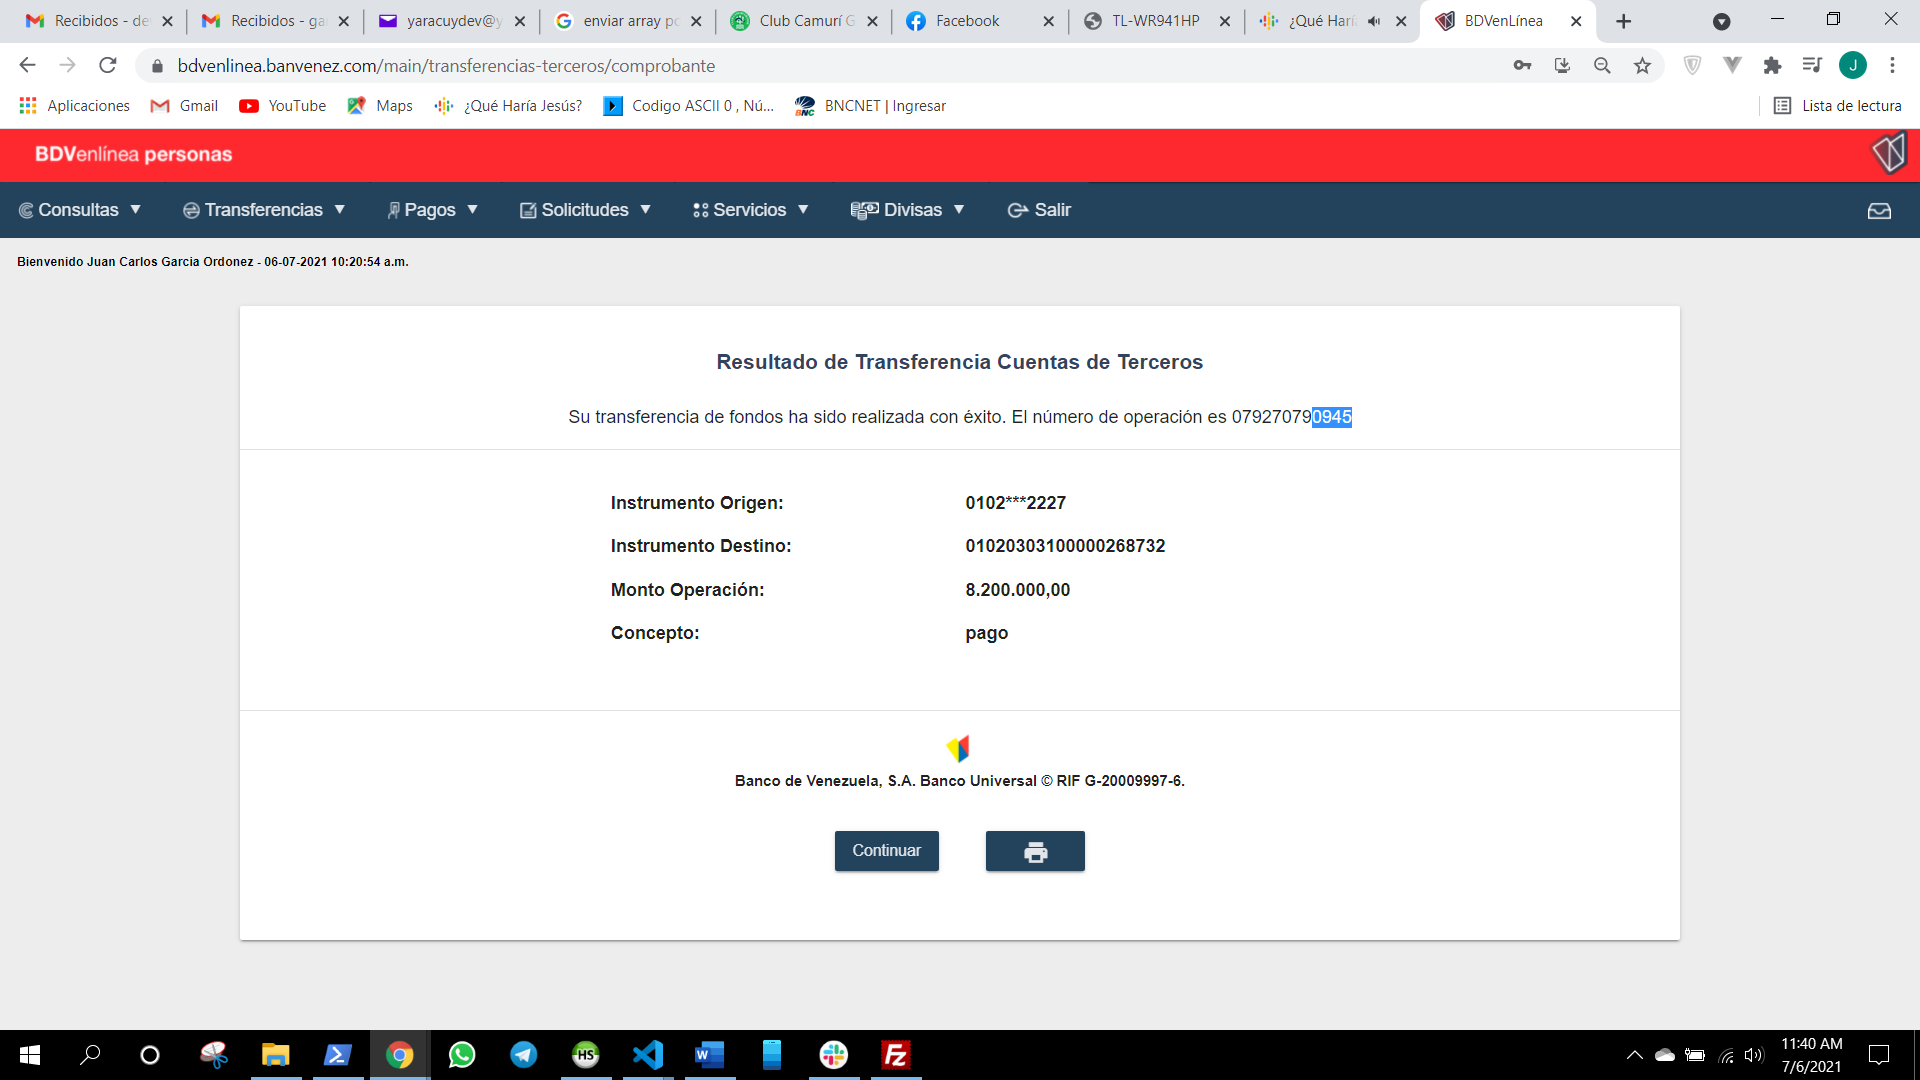 Recibidos - de
Recibidos - ga
yaracuydev@y
enviar array po
Club Camurí G
Facebook
TL-WR941HP
¿Qué Harí
BDVenLínea
bdvenlinea.banvenez.com/main/transferencias-terceros/comprobante
J
Aplicaciones
Gmail
YouTube
Maps
¿Qué Haría Jesús?
Codigo ASCII 0 , Nú...
BNCNET | Ingresar
Lista de lectura
BDVenlínea personas
Consultas
Transferencias
Pagos
Solicitudes
Servicios
Divisas
Salir
Bienvenido Juan Carlos Garcia Ordonez - 06-07-2021 10:20:54 a.m.
Resultado de Transferencia Cuentas de Terceros
Su transferencia de fondos ha sido realizada con éxito. El número de operación es 079270790945
Instrumento Origen: 0102***2227
Instrumento Destino: 01020303100000268732
Monto Operación: 8.200.000,00
Concepto: pago
Banco de Venezuela, S.A. Banco Universal © RIF G-20009997-6.
Continuar
HS
W
Fz
11:40 AM
7/6/2021